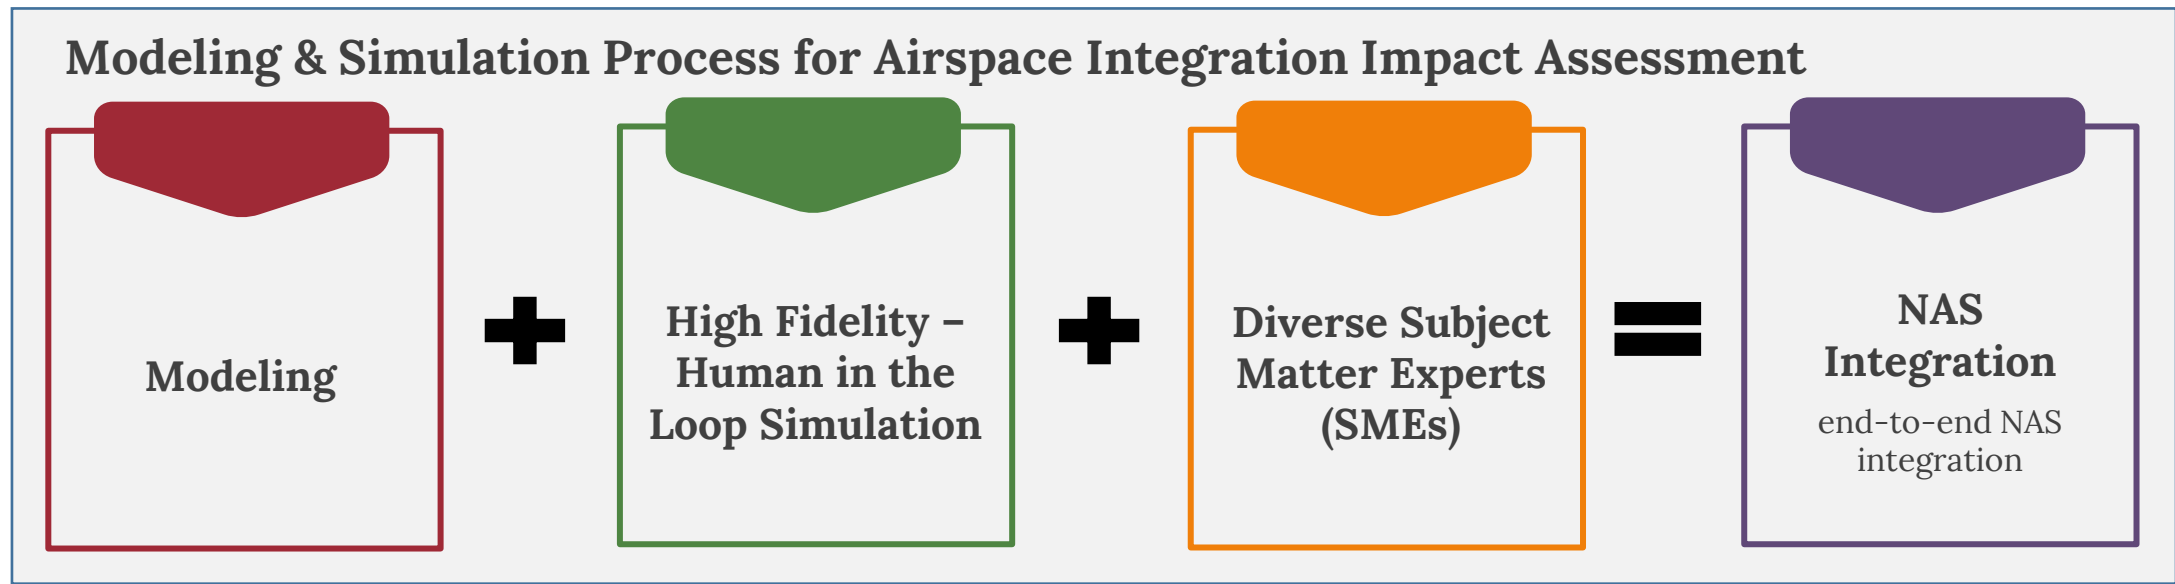 Modeling & Simulation Process for Airspace Integration Impact Assessment
Modeling
High Fidelity –
Human in the
Loop Simulation
Diverse Subject
Matter Experts
(SMEs)
NAS
Integration
end-to-end NAS
integration